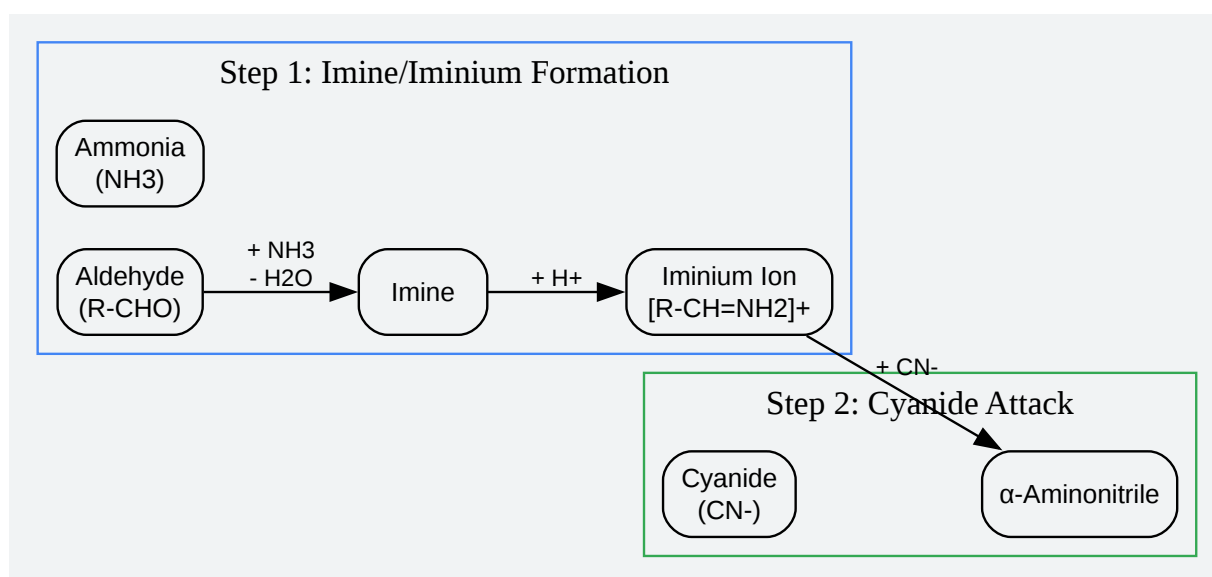 Step 1: Imine/Iminium Formation
Ammonia
(NH3)
Aldehyde
(R-CHO)
+ NH3
- H2O
Imine
+ H+
Iminium Ion
[R-CH=NH2]+
+ CN-
Step 2: Cyanide Attack
Cyanide
(CN-)
α-Aminonitrile